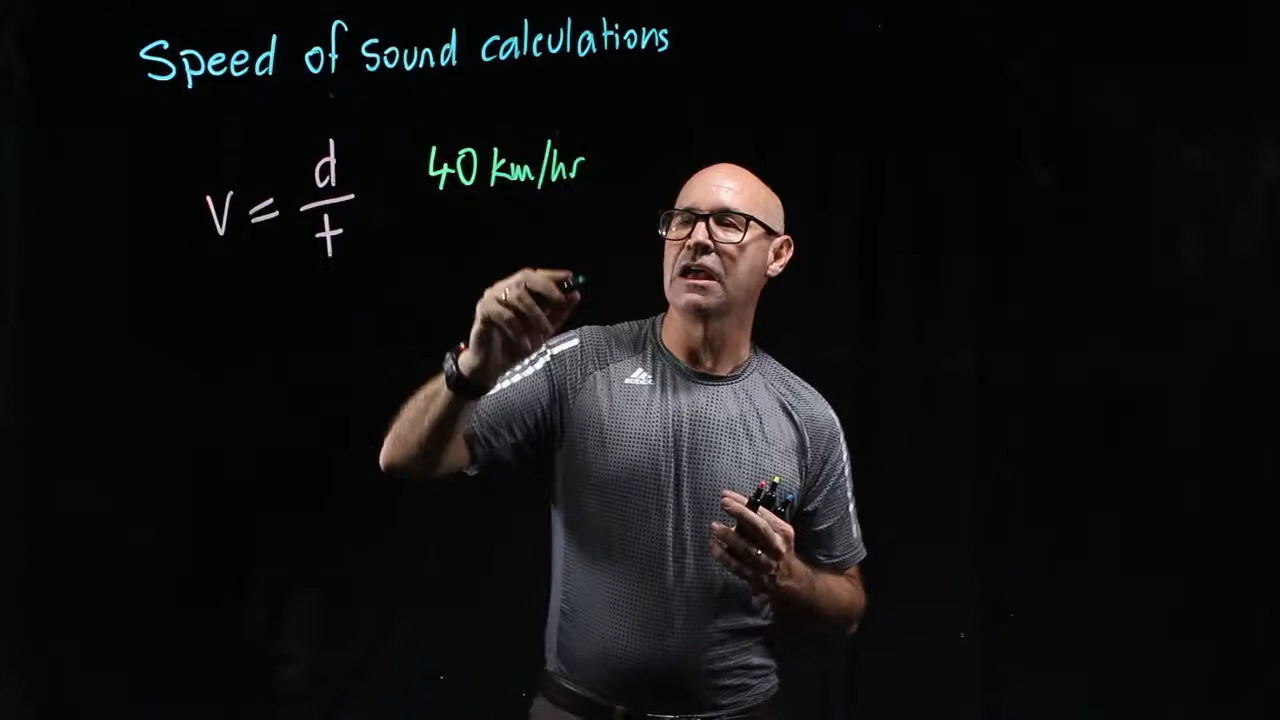 Speed of sound calculations
v = d/t
40 km/hr